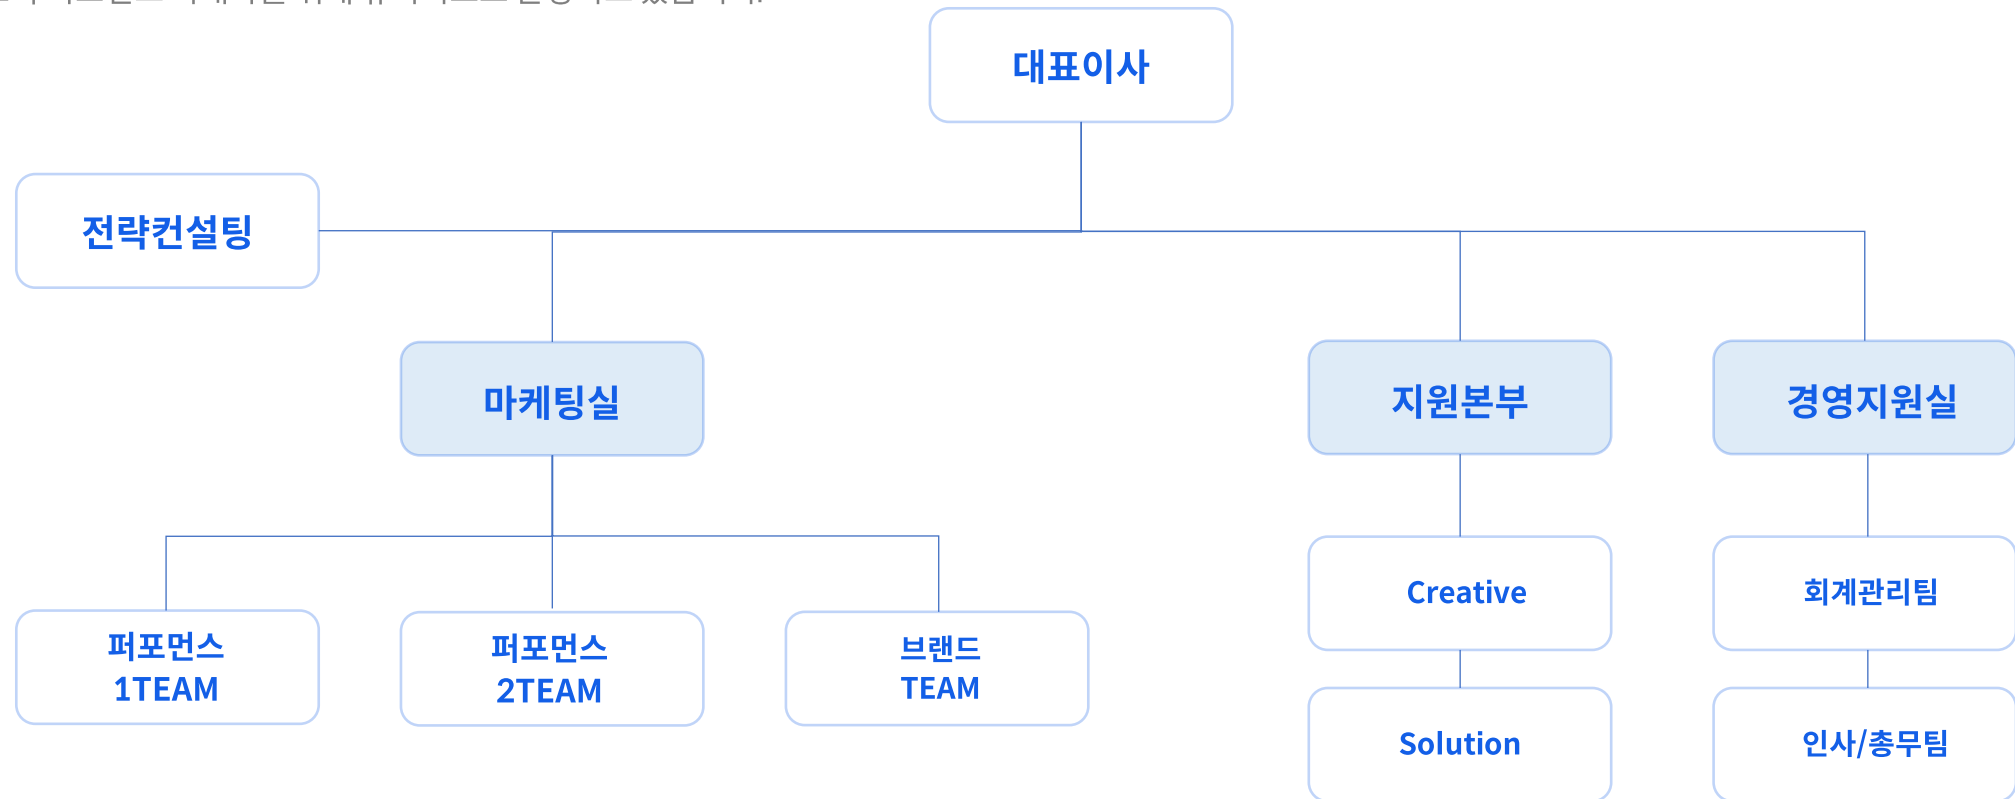 대표이사
전략컨설팅
마케팅실
지원본부
경영지원실
퍼포먼스
1TEAM
퍼포먼스
2TEAM
브랜드
TEAM
Creative
회계관리팀
Solution
인사/총무팀